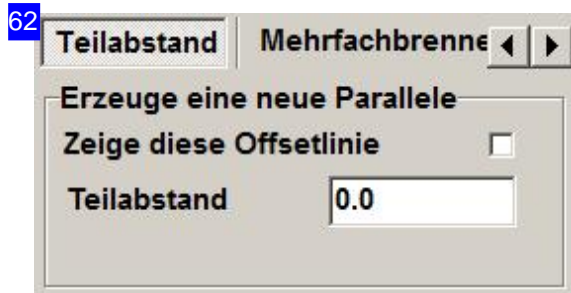 62
Teilabstand Mehrfachbrenne
Erzeuge eine neue Parallele
Zeige diese Offsetlinie
Teilabstand 0.0